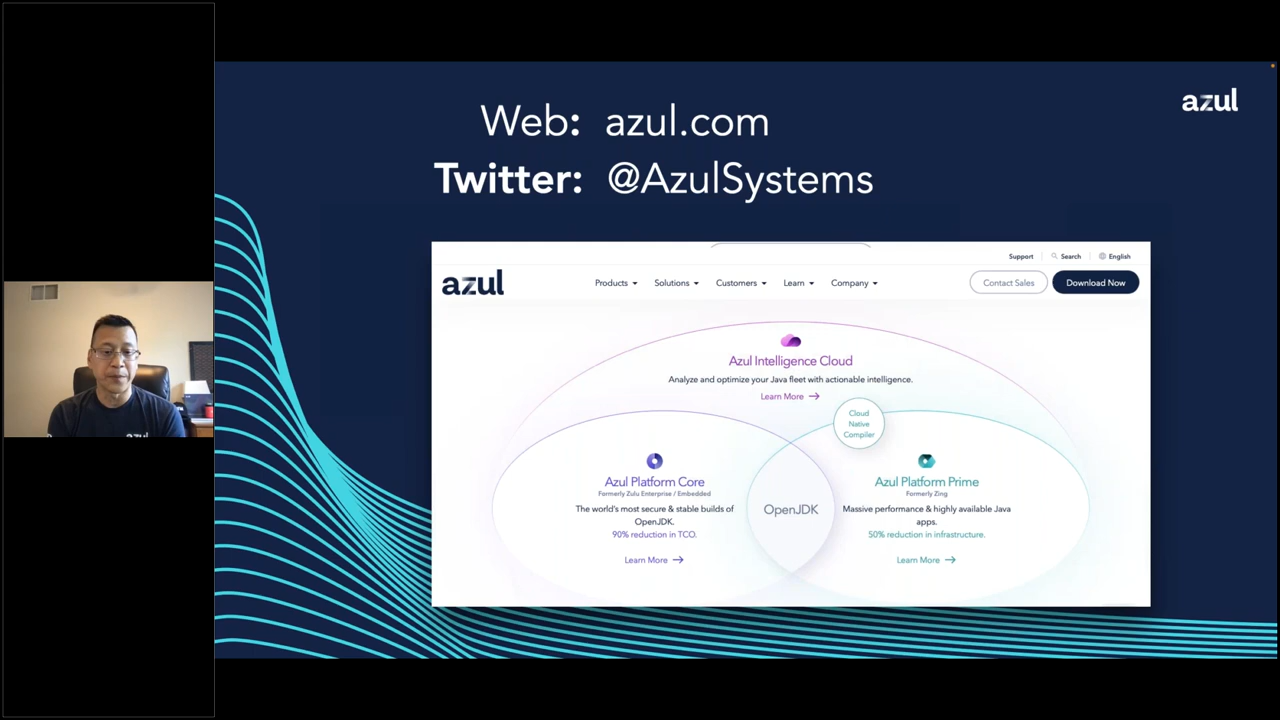 azul
Web: azul.com
Twitter: @AzulSystems
Support
Search
English
azul
Products
Solutions
Customers
Learn
Company
Contact Sales
Download Now
Azul Intelligence Cloud
Analyze and optimize your Java fleet with actionable intelligence.
Learn More
Cloud
Native
Compiler
Azul Platform Core
Formerly Zulu Enterprise / Embedded
The world's most secure & stable builds of
OpenJDK.
90% reduction in TCO.
Learn More
OpenJDK
Azul Platform Prime
Formerly Zing
Massive performance & highly available Java
apps.
50% reduction in infrastructure.
Learn More
azul